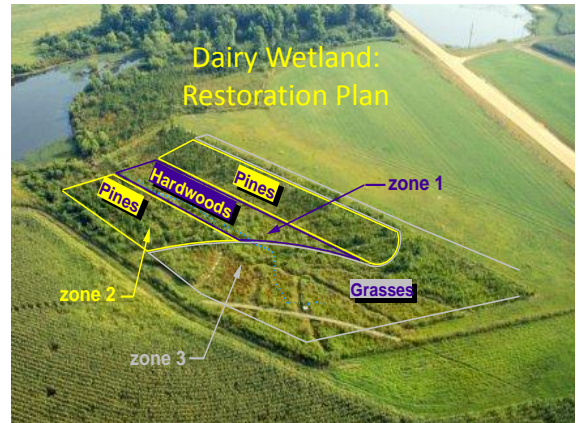 Dairy Wetland:
Restoration Plan
Pines
Hardwoods
Pines
zone 1
zone 2
Grasses
zone 3